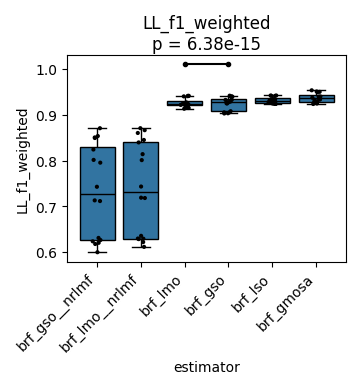 LL_f1_weighted
p = 6.38e-15
LL_f1_weighted
1.0
0.9
0.8
0.7
0.6
brf_gso__nrlmf
brf_lmo__nrlmf
brf_lmo
brf_gso
brf_lso
brf_gmosa
estimator